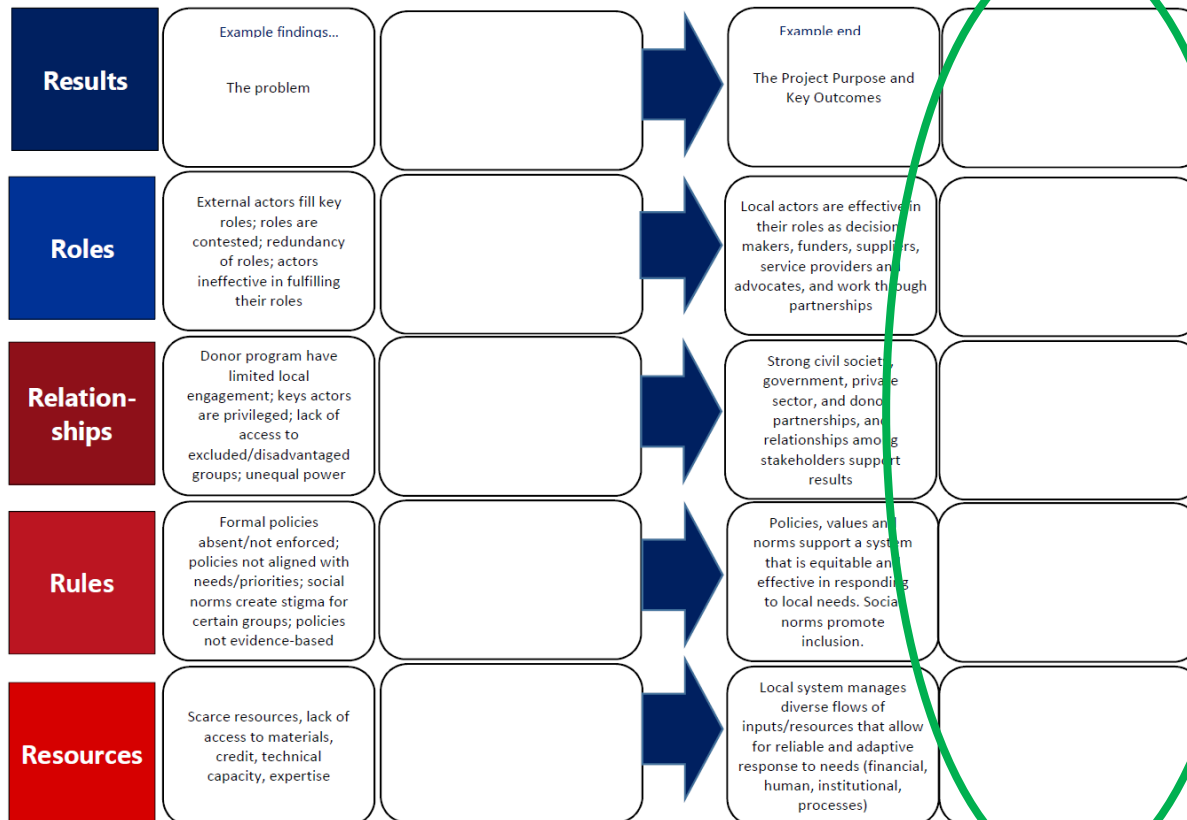 Results
Example findings...
The problem
Example end
The Project Purpose and
Key Outcomes
Roles
External actors fill key
roles; roles are
contested; redundancy
of roles; actors
ineffective in fulfilling
their roles
Local actors are effective in
their roles as decision
makers, funders, suppliers,
service providers and
advocates, and work through
partnerships
Relation-
ships
Donor program have
limited local
engagement; keys actors
are privileged; lack of
access to
excluded/disadvantaged
groups; unequal power
Strong civil society,
government, private
sector, and donor
partnerships, and
relationships among
stakeholders support
results
Rules
Formal policies
absent/not enforced;
policies not aligned with
needs/priorities; social
norms create stigma for
certain groups; policies
not evidence-based
Policies, values and
norms support a system
that is equitable and
effective in responding
to local needs. Social
norms promote
inclusion.
Resources
Scarce resources, lack of
access to materials,
credit, technical
capacity, expertise
Local system manages
diverse flows of
inputs/resources that allow
for reliable and adaptive
response to needs (financial,
human, institutional,
processes)